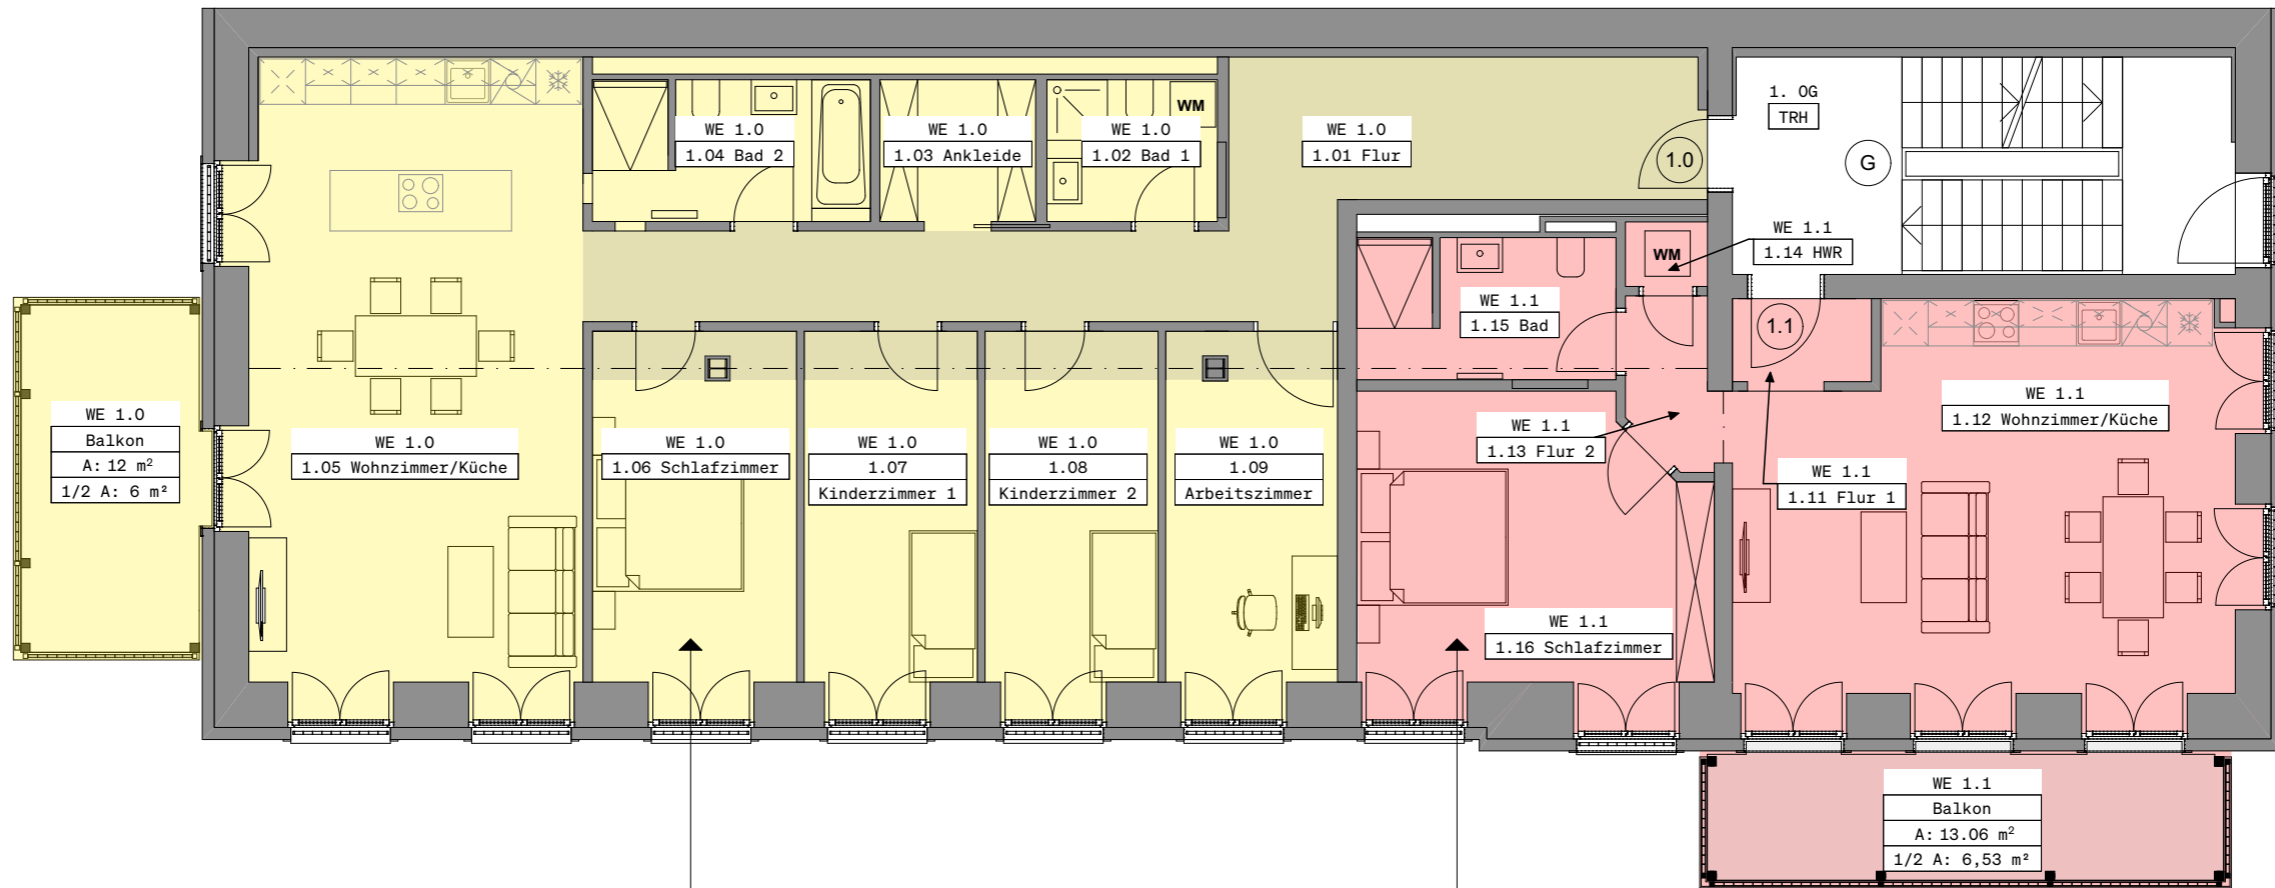 WM
1. OG
TRH
WE 1.0
1.04 Bad 2
WE 1.0
1.03 Ankleide
WE 1.0
1.02 Bad 1
WE 1.0
1.01 Flur
1.0
G
WE 1.1
1.14 HWR
WM
WE 1.1
1.15 Bad
1.1
WE 1.0
Balkon
A: 12 m²
1/2 A: 6 m²
WE 1.0
1.05 Wohnzimmer/Küche
WE 1.0
1.06 Schlafzimmer
WE 1.0
1.07
Kinderzimmer 1
WE 1.0
1.08
Kinderzimmer 2
WE 1.0
1.09
Arbeitszimmer
WE 1.1
1.13 Flur 2
WE 1.1
1.12 Wohnzimmer/Küche
WE 1.1
1.11 Flur 1
WE 1.1
1.16 Schlafzimmer
WE 1.1
Balkon
A: 13.06 m²
1/2 A: 6,53 m²